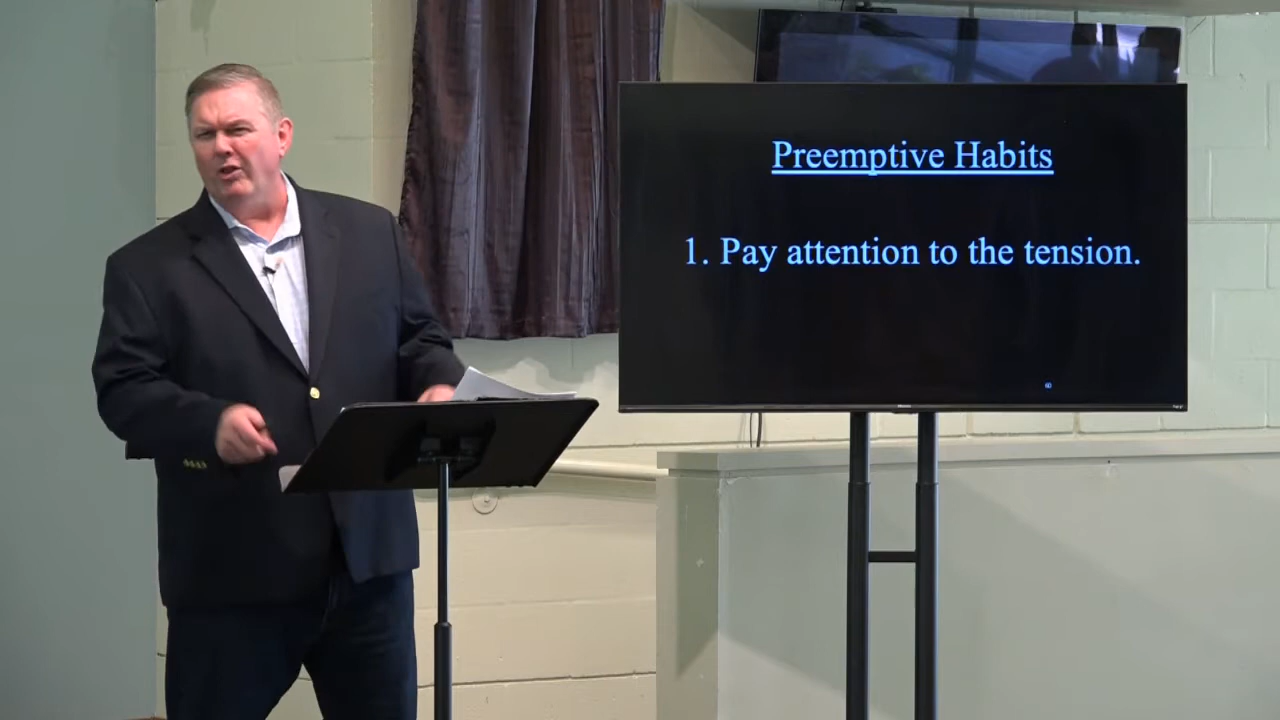 Preemptive Habits
1. Pay attention to the tension.